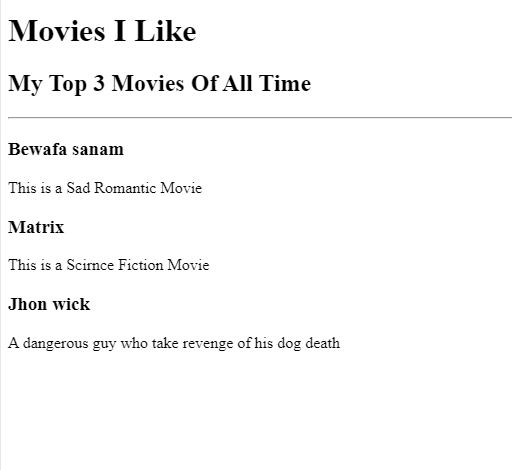 Movies I Like
My Top 3 Movies Of All Time
Bewafa sanam
This is a Sad Romantic Movie
Matrix
This is a Scirnce Fiction Movie
Jhon wick
A dangerous guy who take revenge of his dog death